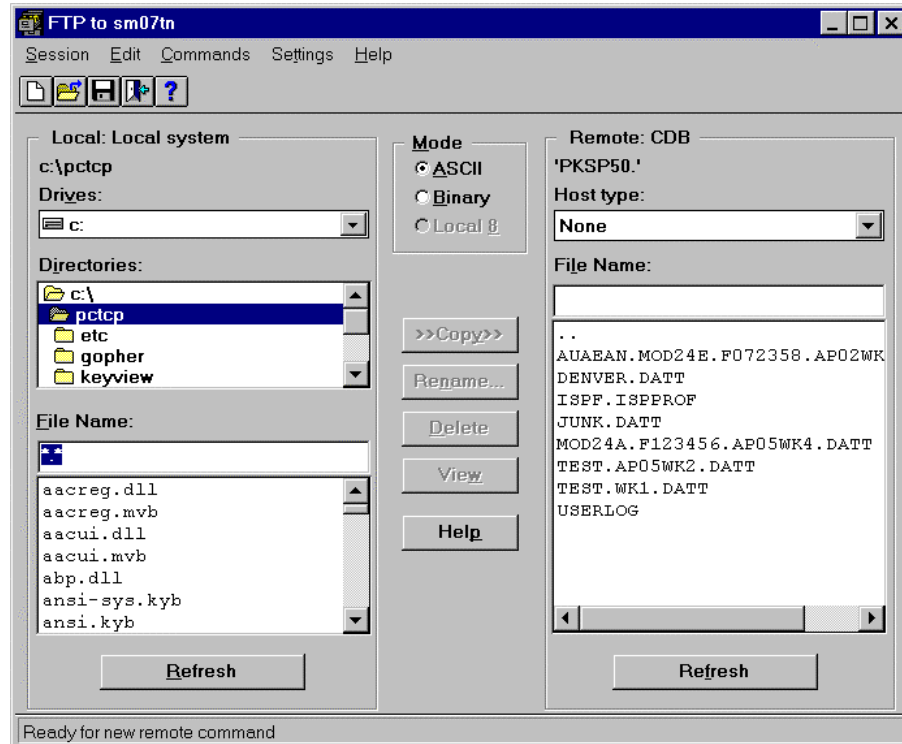 FTP to sm07tn
Session Edit Commands Settings Help
Local: Local system
c:\pctcp
Drives:
c:
Directories:
c:\
pctcp
etc
gopher
keyview
File Name:
*.*
aacreg.dll
aacreg.mvb
aacui.dll
aacui.mvb
abp.dll
ansi-sys.kyb
ansi.kyb
Refresh
Mode
ASCII
Binary
Local 8
>>Copy>>
Rename...
Delete
View
Help
Remote: CDB
'PKSP50.'
Host type:
None
File Name:
..
AUAEAN.MOD24E.F072358.AP02WK
DENVER.DATT
ISPF.ISPPROF
JUNK.DATT
MOD24A.F123456.AP05WK4.DATT
TEST.AP05WK2.DATT
TEST.WK1.DATT
USERLOG
Refresh
Ready for new remote command